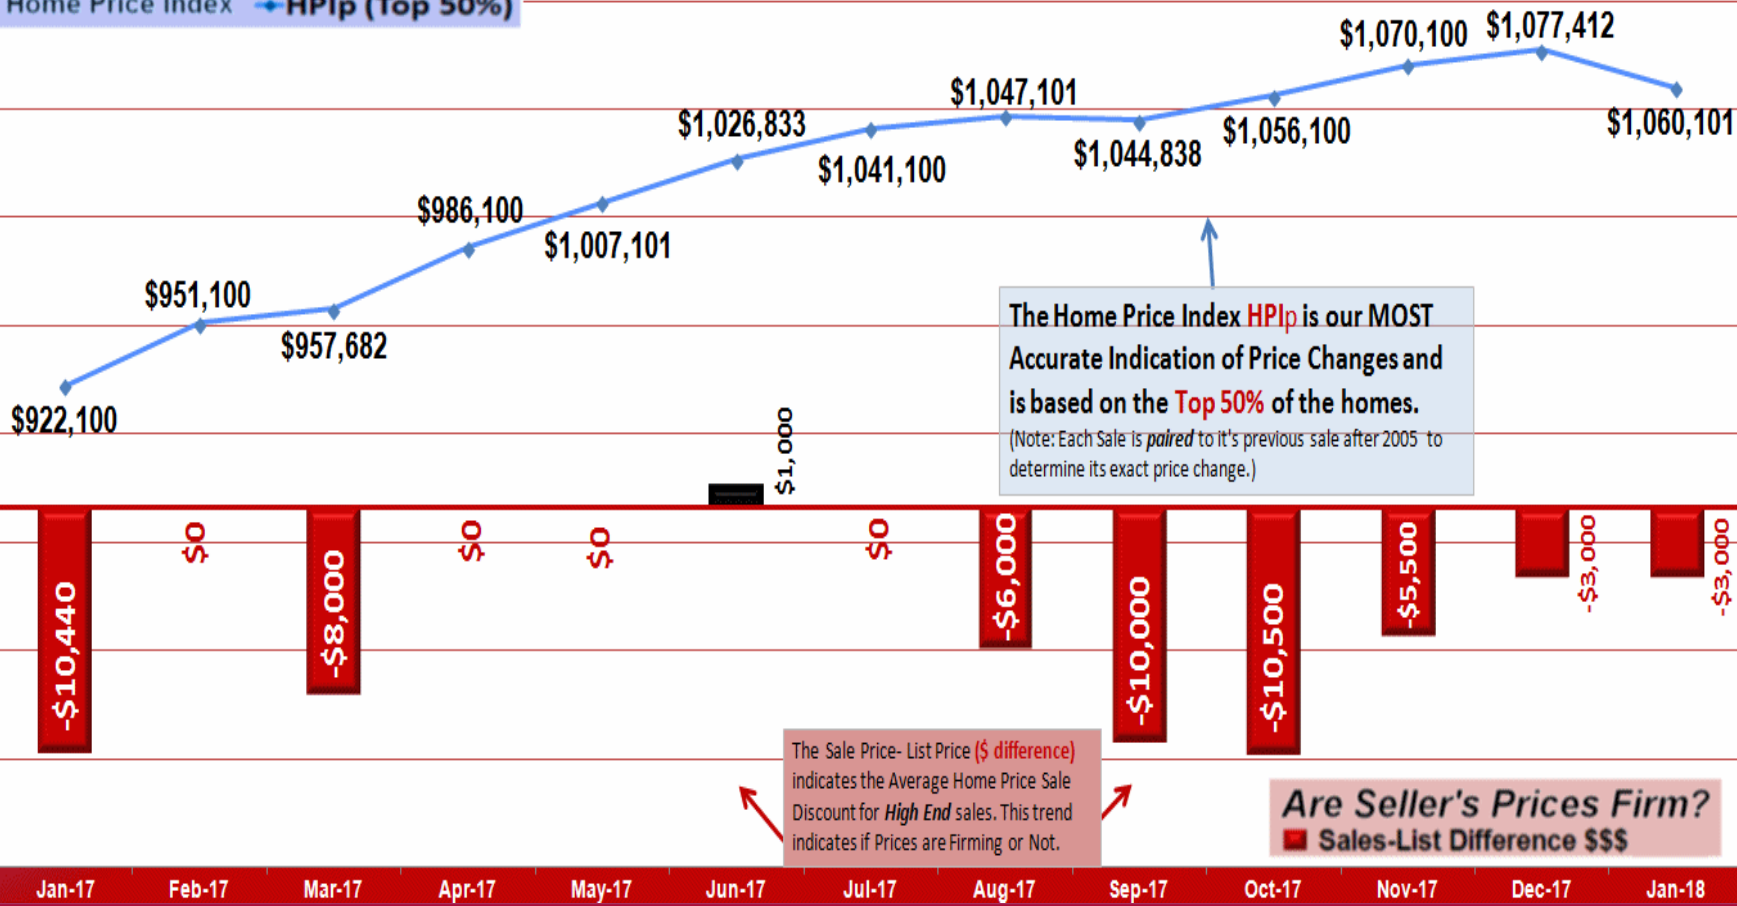 Home Price Index HPIp (Top 50%)
$1,077,412
$1,070,100
$1,047,101
$1,026,833
$1,060,101
$1,056,100
$1,044,838
$1,041,100
$986,100
$1,007,101
$951,100
$957,682
$922,100
The Home Price Index HPIp is our MOST
Accurate Indication of Price Changes and
is based on the Top 50% of the homes.
(Note: Each Sale is paired to it's previous sale after 2005 to
determine its exact price change.)
-$10,440
$0
-$8,000
$0
$0
$1,000
$0
-$6,000
-$10,000
-$10,500
-$5,500
-$3,000
-$3,000
The Sale Price- List Price ($ difference)
indicates the Average Home Price Sale
Discount for High End sales. This trend
indicates if Prices are Firming or Not.
Are Seller's Prices Firm?
Sales-List Difference $$$
Jan-17 Feb-17 Mar-17 Apr-17 May-17 Jun-17 Jul-17 Aug-17 Sep-17 Oct-17 Nov-17 Dec-17 Jan-18